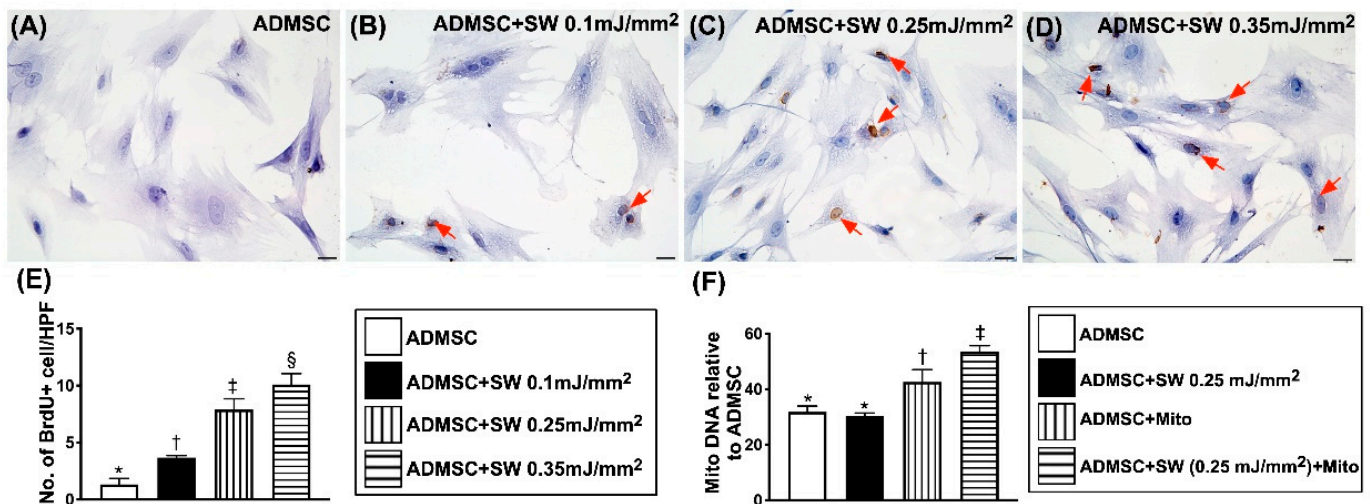 (A) ADMSC
(B) ADMSC+SW 0.1mJ/mm²
(C) ADMSC+SW 0.25mJ/mm²
(D) ADMSC+SW 0.35mJ/mm²
(E)
No. of BrdU+ cell/HPF
15
10
5
0
*
†
‡
§
ADMSC
ADMSC+SW 0.1mJ/mm²
ADMSC+SW 0.25mJ/mm²
ADMSC+SW 0.35mJ/mm²
(F)
Mito DNA relative
to ADMSC
60
40
20
0
*
*
†
‡
ADMSC
ADMSC+SW 0.25 mJ/mm²
ADMSC+Mito
ADMSC+SW (0.25 mJ/mm²)+Mito